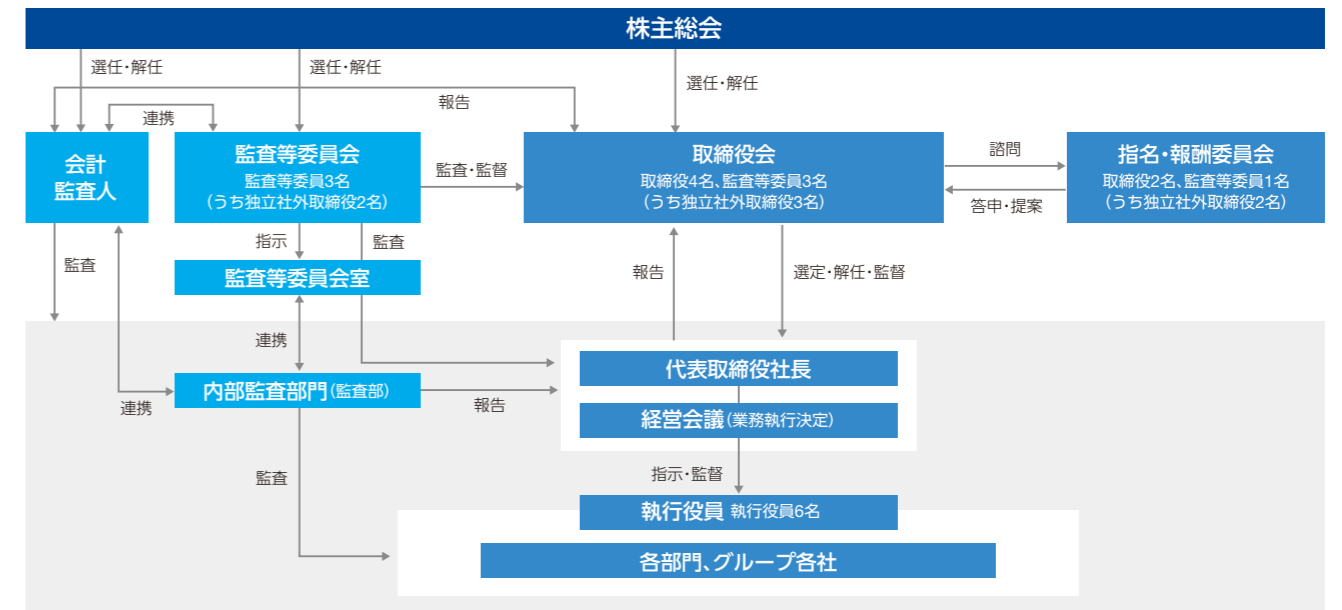 株主総会
選任・解任
選任・解任
選任・解任
報告
連携
会計
監査人
監査等委員会
監査等委員3名
(うち独立社外取締役2名)
監査・監督
取締役会
取締役4名、監査等委員3名
(うち独立社外取締役3名)
諮問
答申・提案
指名・報酬委員会
取締役2名、監査等委員1名
(うち独立社外取締役2名)
監査
指示
監査
監査等委員会室
報告
選定・解任・監督
連携
代表取締役社長
内部監査部門(監査部)
連携
報告
経営会議(業務執行決定)
監査
指示・監督
執行役員 執行役員6名
各部門、グループ各社